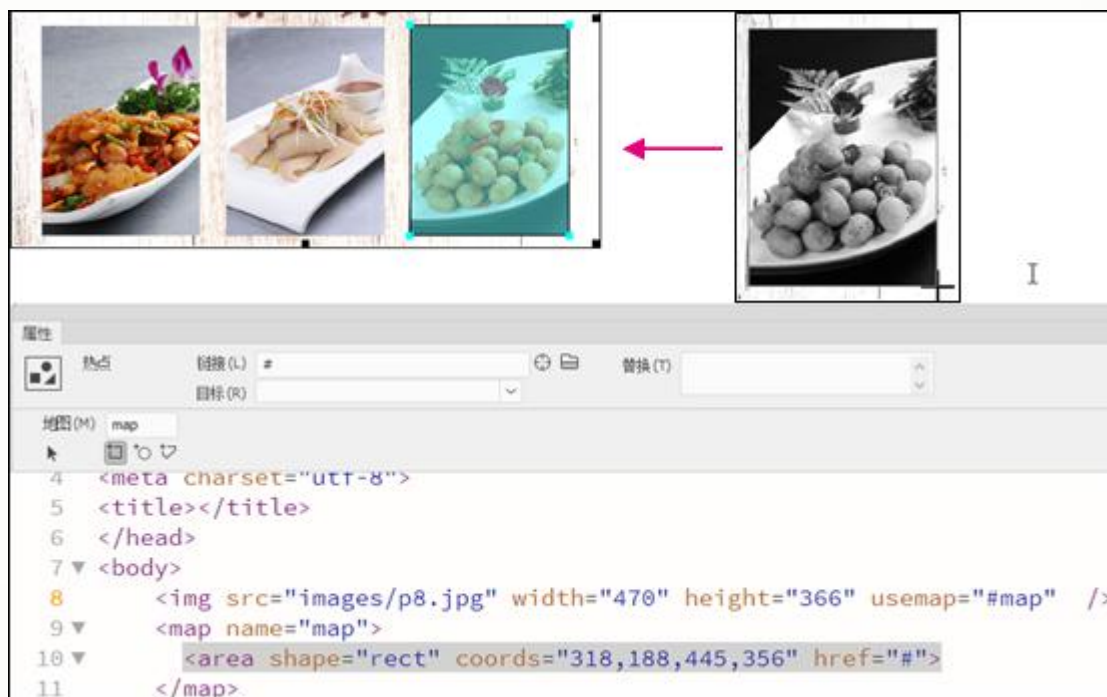 属性
热点
链接(L) #
替换(T)
目标(R)
地图(M) map
4 <meta charset="utf-8">
5 <title></title>
6 </head>
7 <body>
8 <img src="images/p8.jpg" width="470" height="366" usemap="#map" />
9 <map name="map">
10 <area shape="rect" coords="318,188,445,356" href="#">
11 </map>